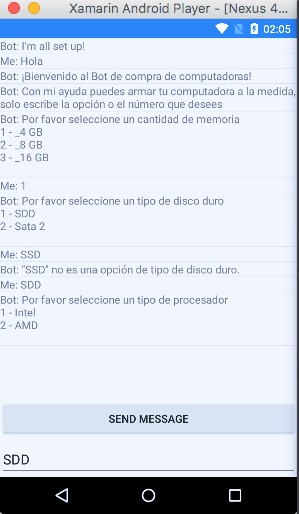 Xamarin Android Player - [Nexus 4...
02:05
Bot: I'm all set up!
Me: Hola
Bot: ¡Bienvenido al Bot de compra de computadoras!
Bot: Con mi ayuda puedes armar tu computadora a la medida,
solo escribe la opción o el número que desees
Bot: Por favor seleccione un cantidad de memoria
1 - _4 GB
2 - _8 GB
3 - _16 GB
Me: 1
Bot: Por favor seleccione un tipo de disco duro
1 - SDD
2 - Sata 2
Me: SSD
Bot: "SSD" no es una opción de tipo de disco duro.
Me: SDD
Bot: Por favor seleccione un tipo de procesador
1 - Intel
2 - AMD
SEND MESSAGE
SDD